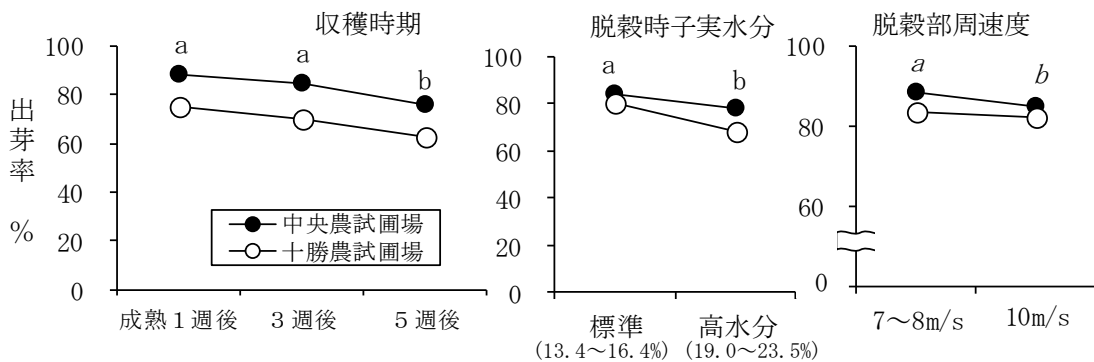 収穫時期
脱穀時子実水分
脱穀部周速度
出芽率 %
100
80
60
40
20
0
a
a
b
中央農試圃場
十勝農試圃場
成熟１週後
３週後
５週後
100
80
60
40
20
0
a
b
標準
(13.4～16.4%)
高水分
(19.0～23.5%)
100
80
60
0
a
b
7～8m/s
10m/s